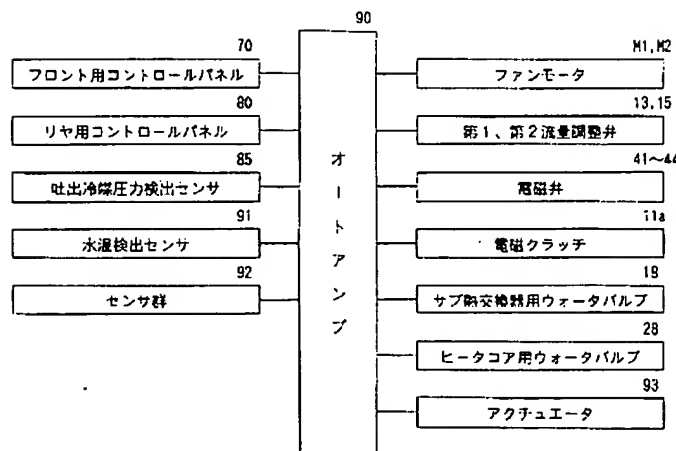 90
70
フロント用コントロールパネル
80
リヤ用コントロールパネル
85
吐出冷媒圧力検出センサ
91
水温検出センサ
92
センサ群
オートアンプ
M1,M2
ファンモータ
13,15
第1、第2流量調整弁
41〜44
電磁弁
11a
電磁クラッチ
18
サブ熱交換器用ウォータバルブ
28
ヒータコア用ウォータバルブ
93
アクチュエータ